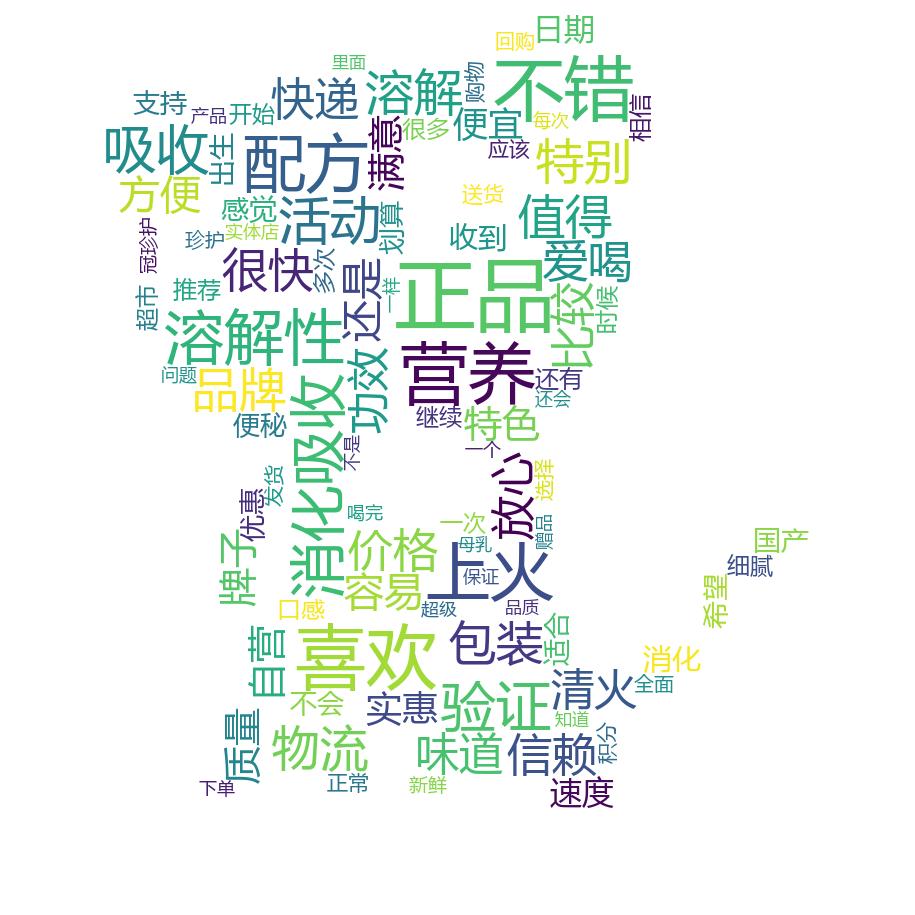 日期
回购
里面
不错
溶解
购物
快递
支持
产品
开始
相信
很多
便宜
每次
满意
吸收
出生
配方
应该
特别
方便
感觉
活动
送货
值得
划算
实体店
珍护
冠珍护
收到
爱喝
很快
多次
还是
正品
一样
推荐
超市
比较
时候
溶解性
营养
功效
问题
品牌
还有
还会
便秘
继续
特色
消化吸收
不是
一个
放心
选择
发货
优惠
喝完
一次
赠品
国产
牌子
价格
母乳
上火
保证
细腻
容易
希望
口感
超级
品质
喜欢
包装
适合
自营
消化
清火
全面
不会
实惠
验证
知道
质量
物流
味道
信赖
积分
下单
正常
新鲜
速度